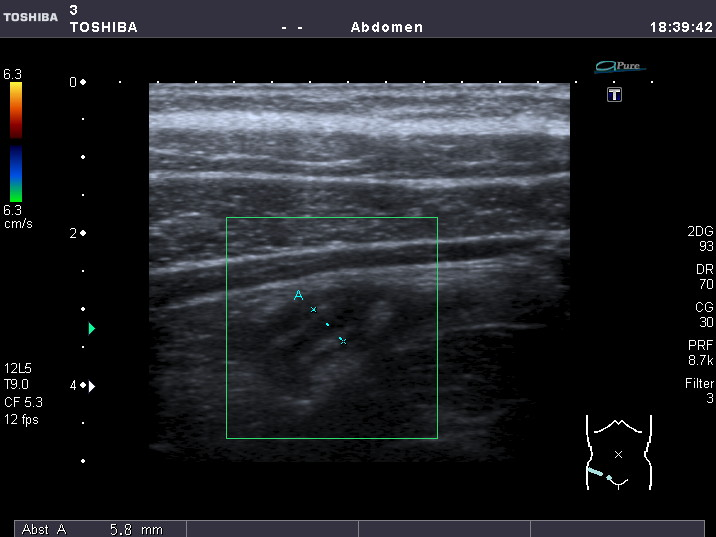 TOSHIBA
3
TOSHIBA - - Abdomen 18:39:42
6.3
6.3
cm/s
0
2
4
aPure
T
A
12L5
T9.0
CF 5.3
12 fps
2DG
93
DR
70
CG
30
PRF
8.7k
Filter
3
Abst A 5.8 mm